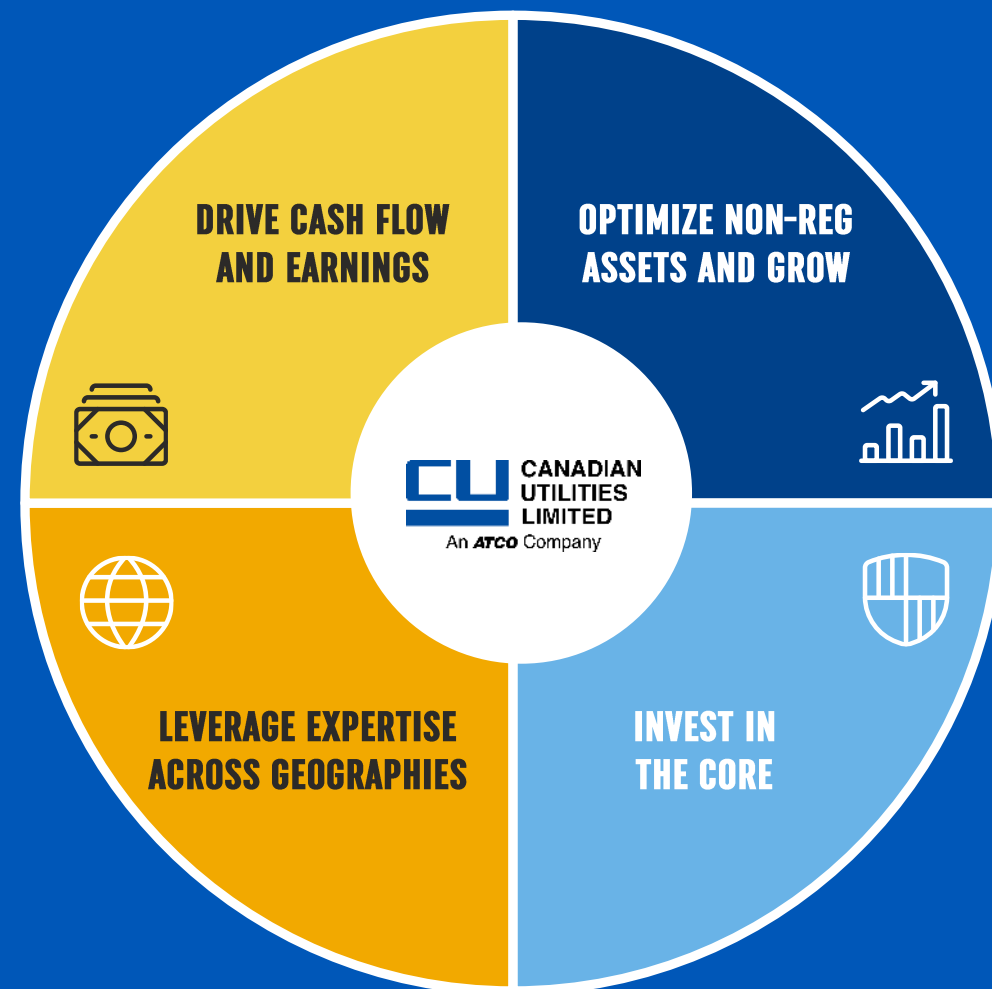 DRIVE CASH FLOW
AND EARNINGS
OPTIMIZE NON-REG
ASSETS AND GROW
CU
CANADIAN
UTILITIES
LIMITED
An ATCO Company
LEVERAGE EXPERTISE
ACROSS GEOGRAPHIES
INVEST IN
THE CORE